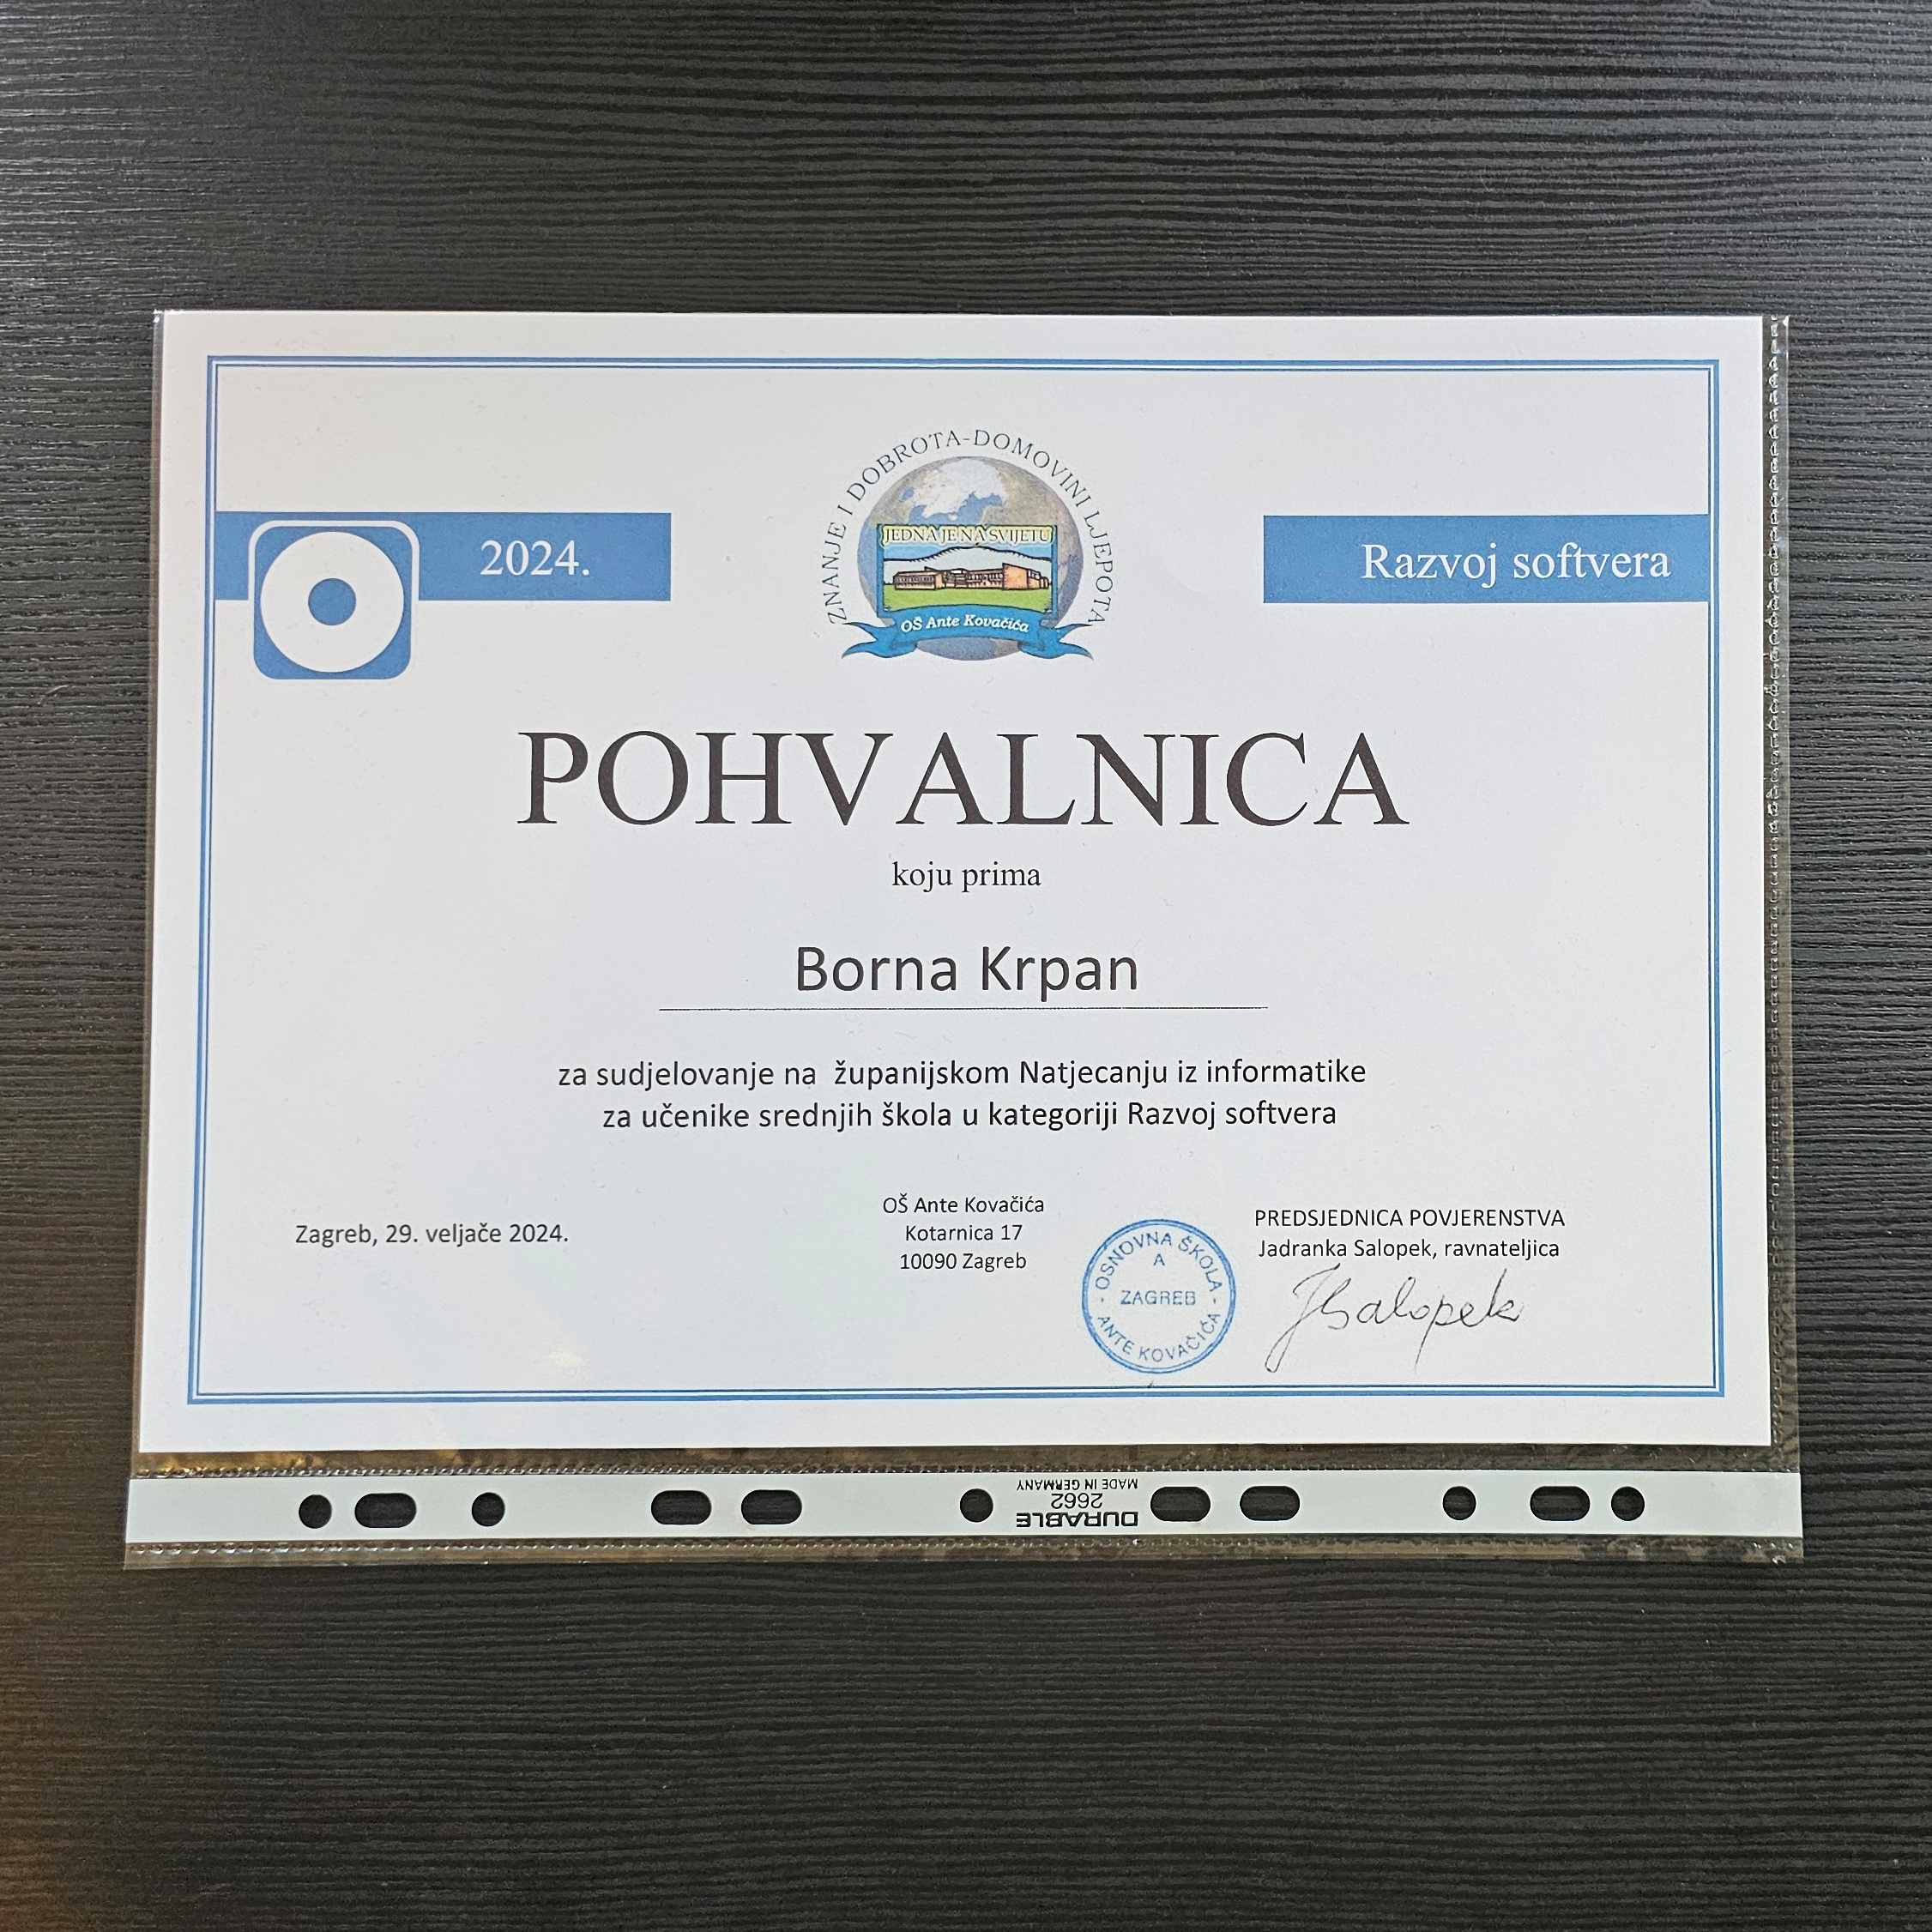 ZNANJE I DOBROTA-DOMOVINI LJEPOTA
JEDNA JE NA SVIJETU
OŠ Ante Kovačića
2024.
Razvoj softvera
POHVALNICA
koju prima
Borna Krpan
za sudjelovanje na županijskom Natjecanju iz informatike
za učenike srednjih škola u kategoriji Razvoj softvera
Zagreb, 29. veljače 2024.
OŠ Ante Kovačića
Kotarnica 17
10090 Zagreb
OSNOVNA ŠKOLA
A
ZAGREB
ANTE KOVAČIĆA
PREDSJEDNICA POVJERENSTVA
Jadranka Salopek, ravnateljica
JSalopek
DURABLE
2662
MADE IN GERMANY